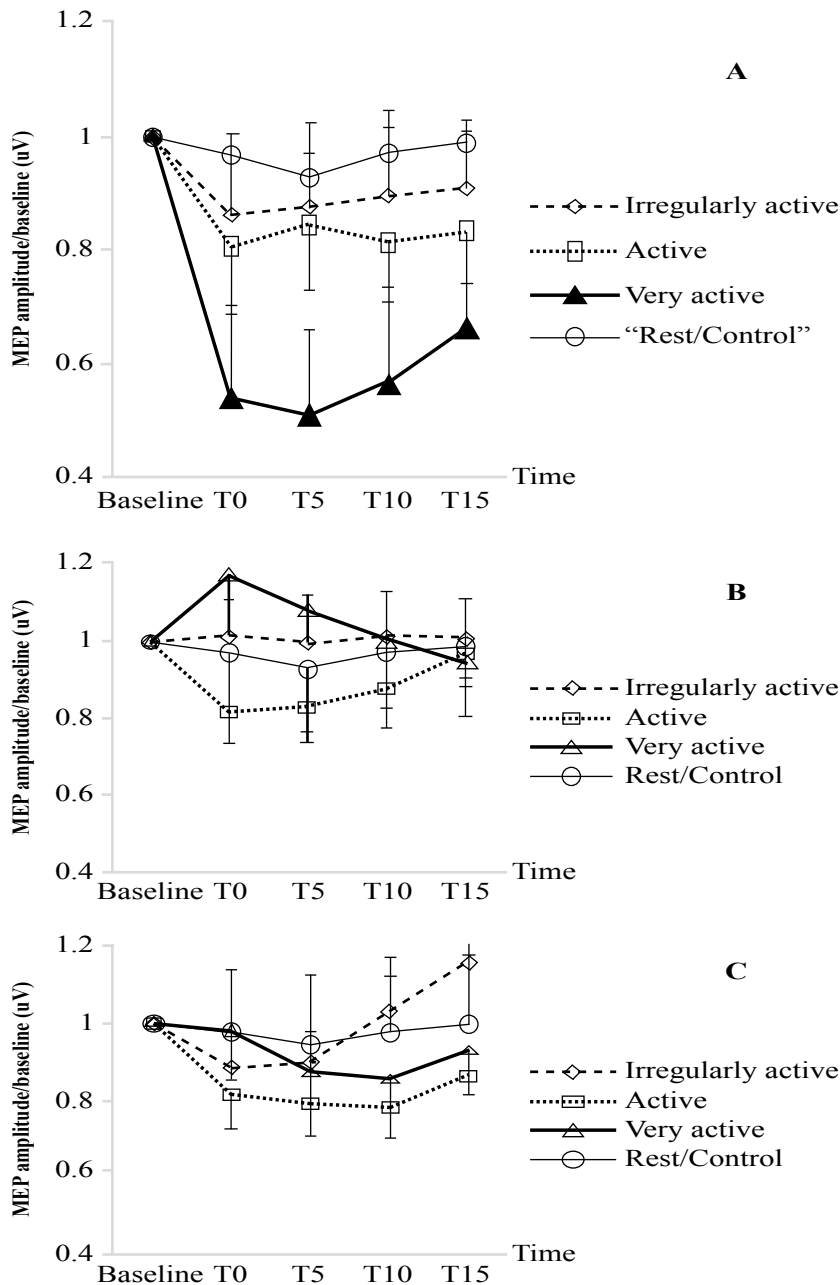 MEP amplitude/baseline (uV)
1.2
1
0.8
0.6
0.4
A
Irregularly active
Active
Very active
“Rest/Control”
Time
Baseline T0 T5 T10 T15
MEP amplitude/baseline (uV)
1.2
1
0.8
0.6
0.4
B
Irregularly active
Active
Very active
Rest/Control
Time
Baseline T0 T5 T10 T15
MEP amplitude/baseline (uV)
1.2
1
0.8
0.6
0.4
C
Irregularly active
Active
Very active
Rest/Control
Time
Baseline T0 T5 T10 T15